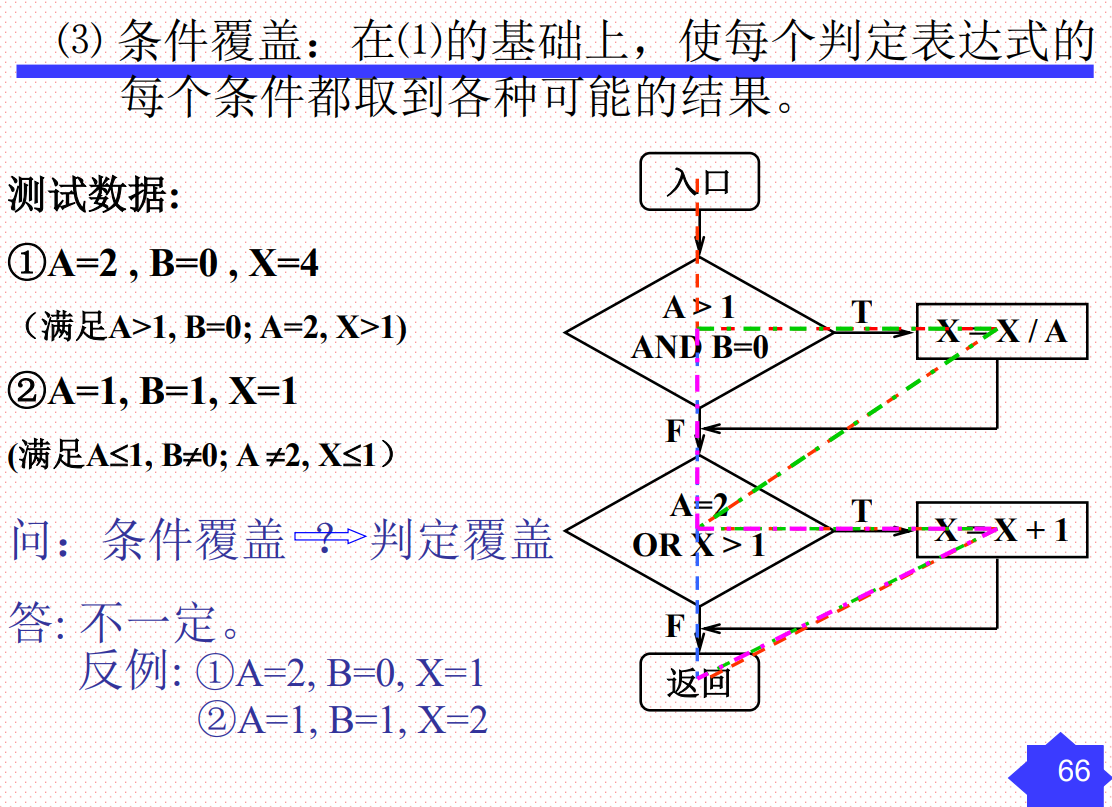 (3) 条件覆盖：在(1)的基础上，使每个判定表达式的
每个条件都取到各种可能的结果。
测试数据:
①A=2 , B=0 , X=4
（满足A>1, B=0; A=2, X>1)
②A=1, B=1, X=1
(满足A≤1, B≠0; A ≠2, X≤1）
问：条件覆盖 ? 判定覆盖
答: 不一定。
反例: ①A=2, B=0, X=1
②A=1, B=1, X=2
入口
A > 1
AND B=0
T
X = X / A
F
A=2
OR X > 1
T
X = X + 1
F
返回
66